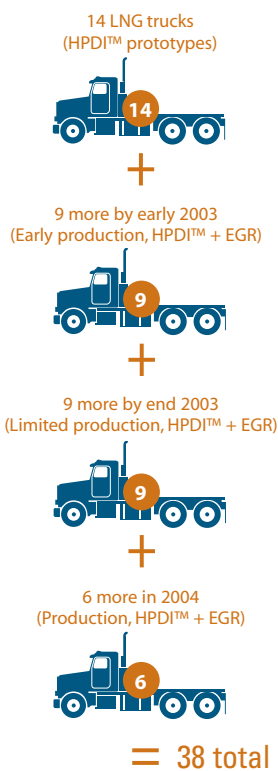 14 LNG trucks
(HPDI™ prototypes)
14
+
9 more by early 2003
(Early production, HPDI™ + EGR)
9
+
9 more by end 2003
(Limited production, HPDI™ + EGR)
9
+
6 more in 2004
(Production, HPDI™ + EGR)
6
= 38 total